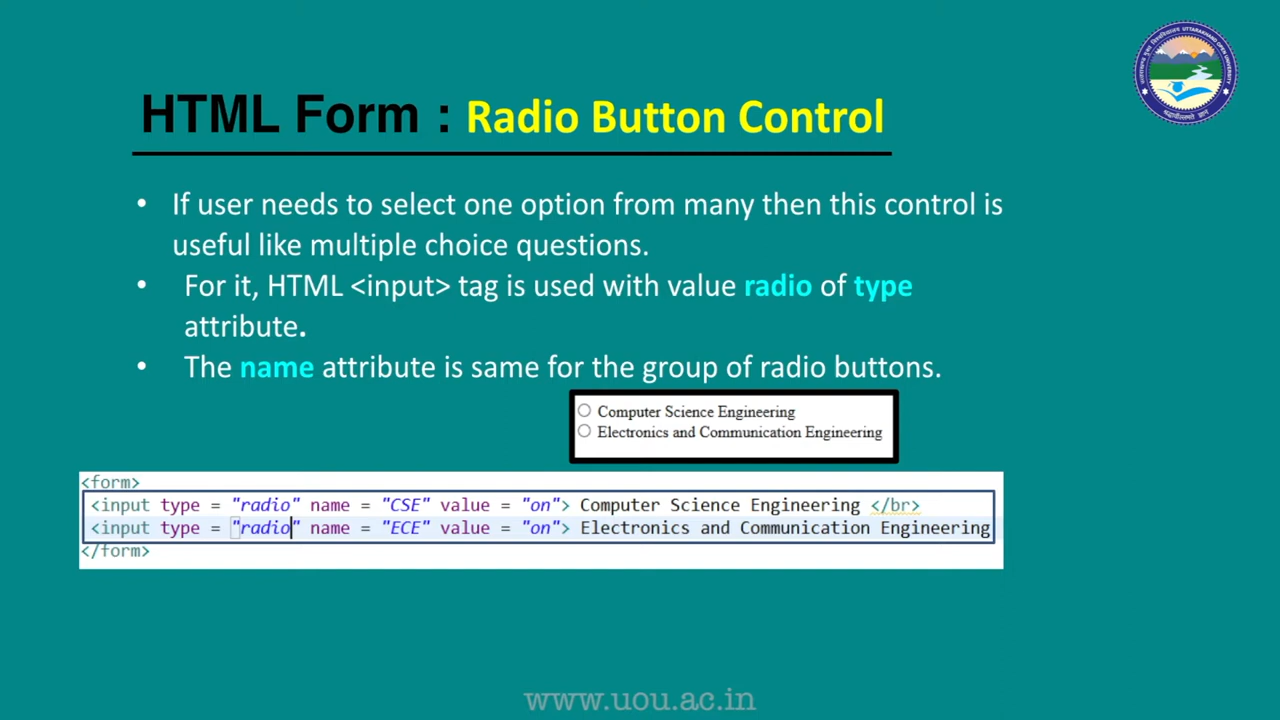 HTML Form : Radio Button Control
• If user needs to select one option from many then this control is
useful like multiple choice questions.
• For it, HTML <input> tag is used with value radio of type
attribute.
• The name attribute is same for the group of radio buttons.
Computer Science Engineering
Electronics and Communication Engineering
<form>
<input type = "radio" name = "CSE" value = "on"> Computer Science Engineering </br>
<input type = "radio" name = "ECE" value = "on"> Electronics and Communication Engineering
</form>
www.uou.ac.in
UTTARAKHAND OPEN UNIVERSITY